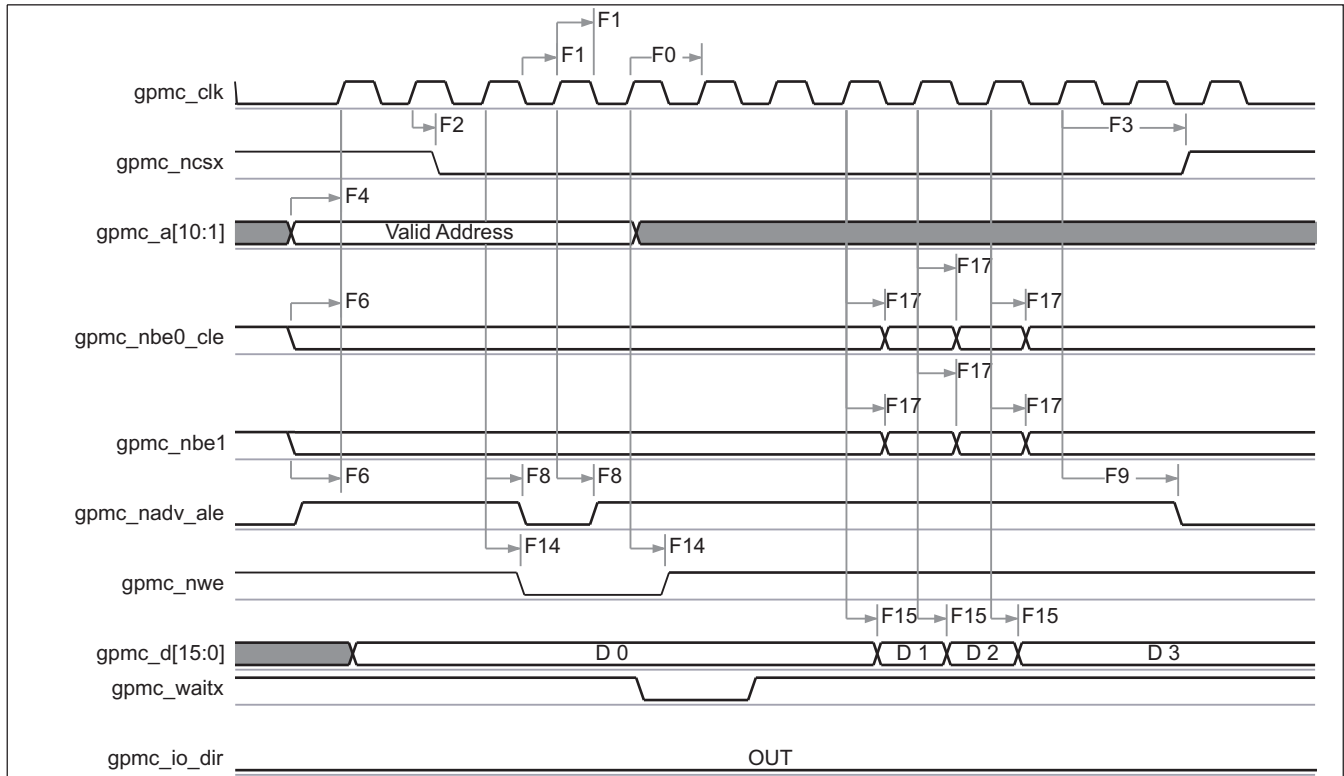 F1
F1 F0
gpmc_clk
F2 F3
gpmc_ncsx
F4
gpmc_a[10:1] Valid Address
F17
F6 F17 F17
gpmc_nbe0_cle
F17
F17 F17
gpmc_nbe1
F6 F8 F8 F9
gpmc_nadv_ale
F14 F14
gpmc_nwe
F15 F15 F15
gpmc_d[15:0] D 0 D 1 D 2 D 3
gpmc_waitx
gpmc_io_dir OUT